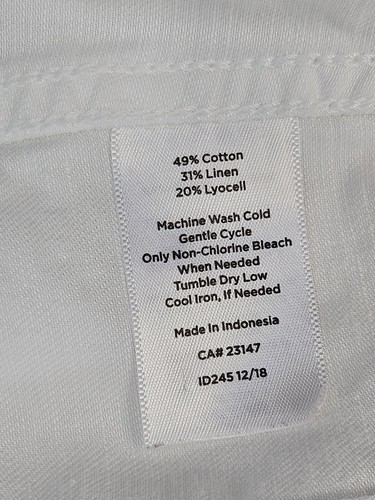 49% Cotton
31% Linen
20% Lyocell
Machine Wash Cold
Gentle Cycle
Only Non-Chlorine Bleach
When Needed
Tumble Dry Low
Cool Iron, If Needed
Made In Indonesia
CA# 23147
ID245 12/18